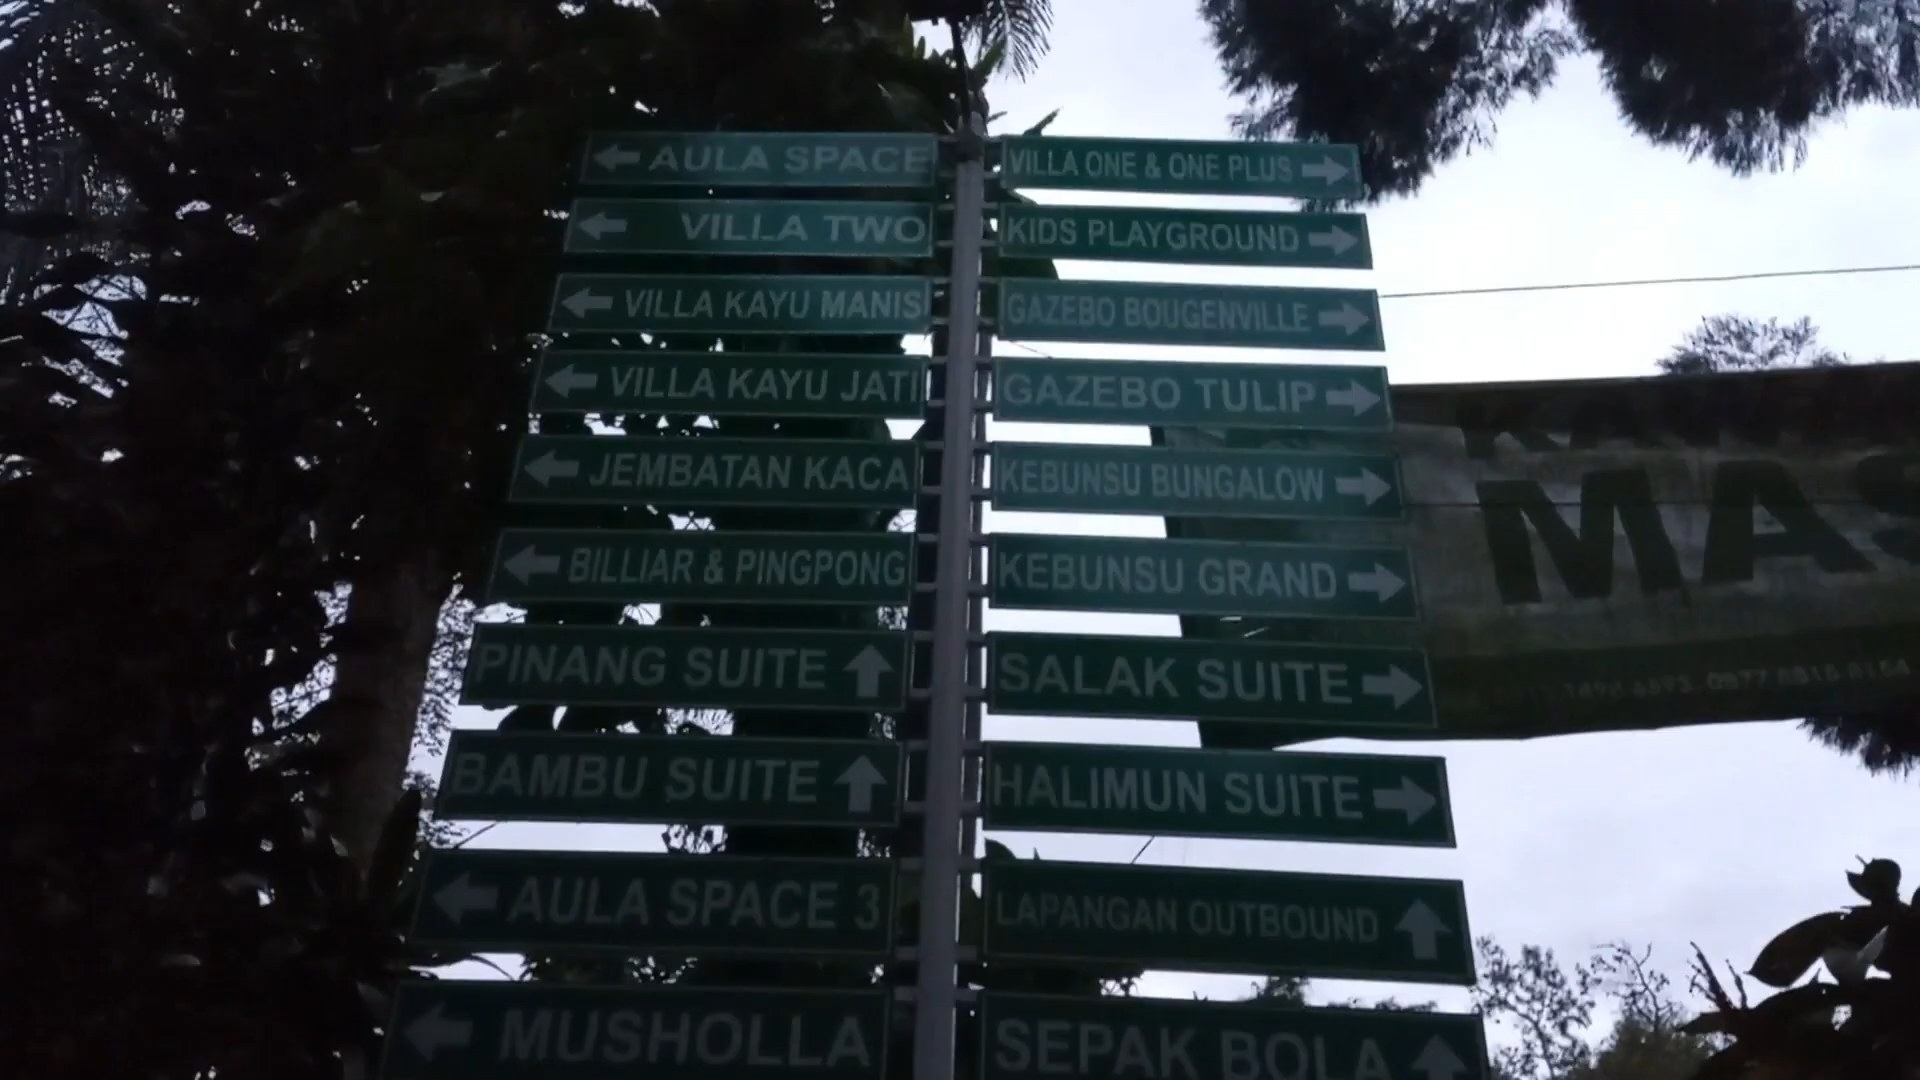 AULA SPACE
VILLA ONE & ONE PLUS
VILLA TWO
KIDS PLAYGROUND
VILLA KAYU MANIS
GAZEBO BOUGENVILLE
VILLA KAYU JATI
GAZEBO TULIP
JEMBATAN KACA
KEBUNSU BUNGALOW
BILLIAR & PINGPONG
KEBUNSU GRAND
PINANG SUITE
SALAK SUITE
BAMBU SUITE
HALIMUN SUITE
AULA SPACE 3
LAPANGAN OUTBOUND
MUSHOLLA
SEPAK BOLA
MAS